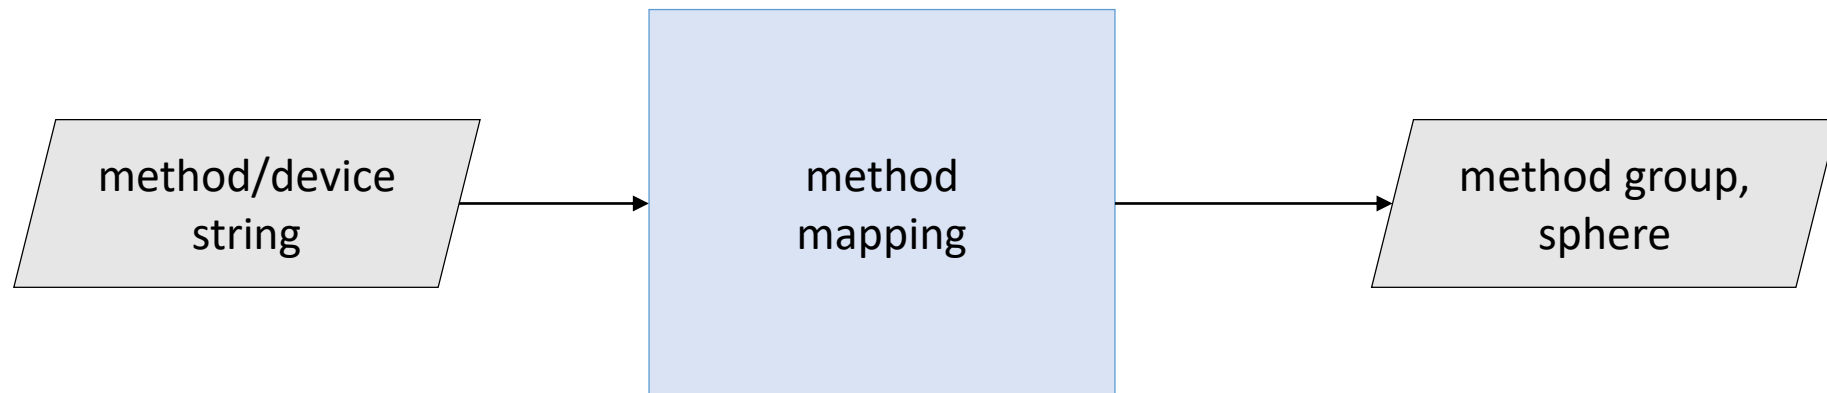 method/device
string
method
mapping
method group,
sphere